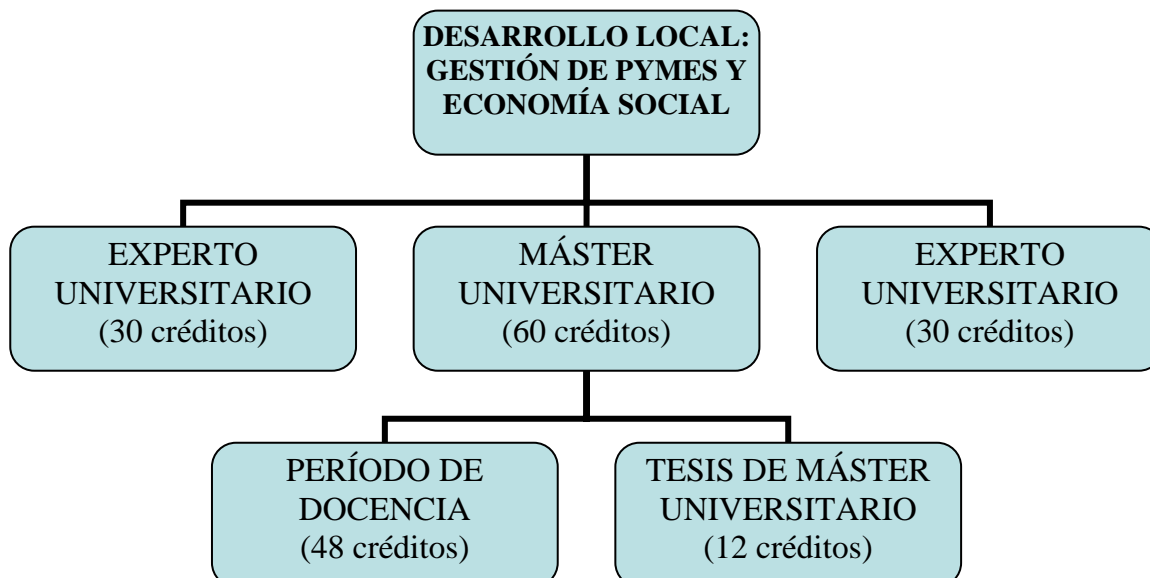 DESARROLLO LOCAL:
GESTIÓN DE PYMES Y
ECONOMÍA SOCIAL
EXPERTO
UNIVERSITARIO
(30 créditos)
MÁSTER
UNIVERSITARIO
(60 créditos)
EXPERTO
UNIVERSITARIO
(30 créditos)
PERÍODO DE
DOCENCIA
(48 créditos)
TESIS DE MÁSTER
UNIVERSITARIO
(12 créditos)